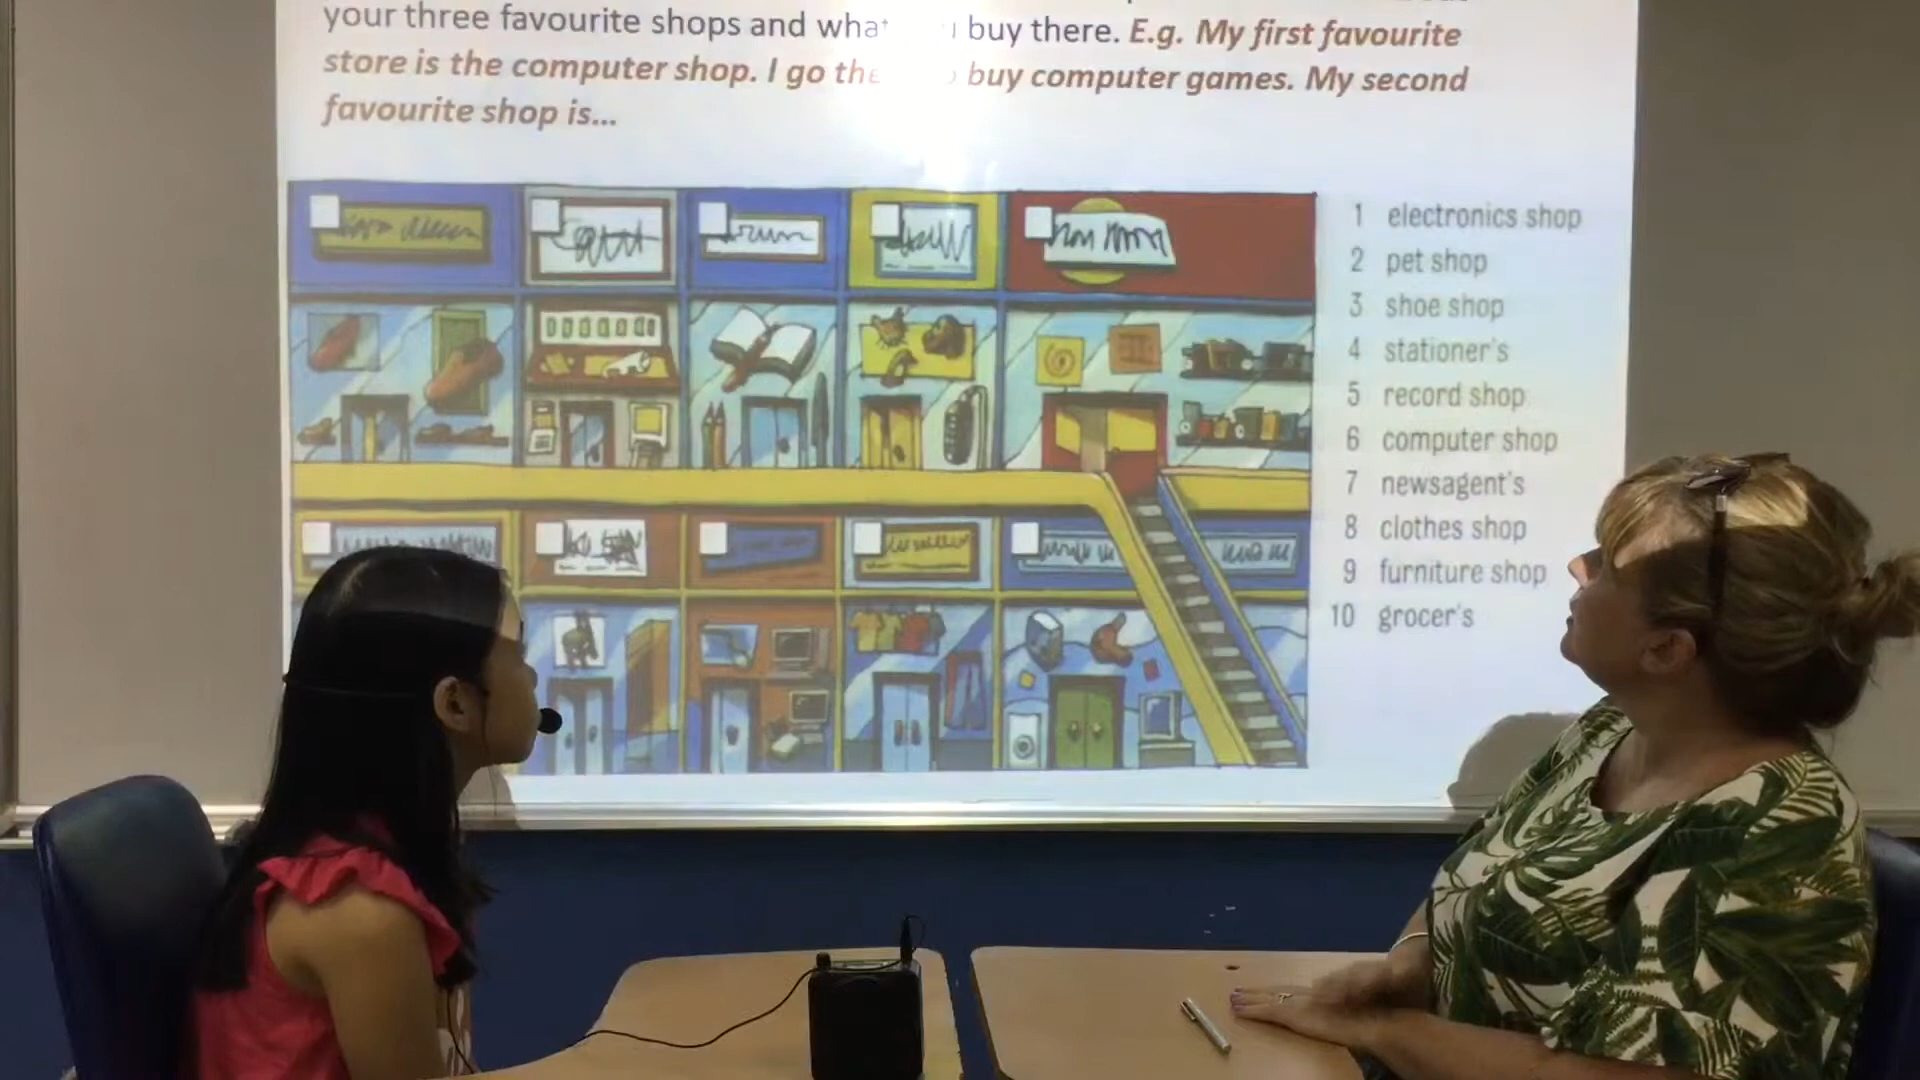 your three favourite shops and what buy there. E.g. My first favourite
store is the computer shop. I go buy computer games. My second
favourite shop is...
1 electronics shop
2 pet shop
3 shoe shop
4 stationer's
5 record shop
6 computer shop
7 newsagent's
8 clothes shop
9 furniture shop
10 grocer's